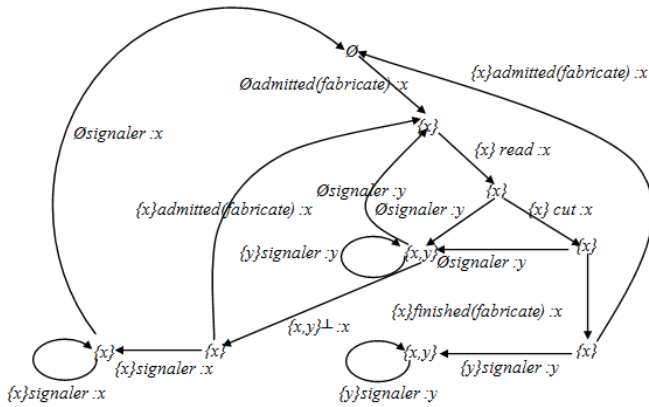 Ø
Øadmitted(fabricate) :x
{x}admitted(fabricate) :x
Øsignaler :x
{x}
{x} read :x
{x}admitted(fabricate) :x
Øsignaler :y
{x}
Øsignaler :y
{x} cut :x
{y}signaler :y
{x,y}
Øsignaler :y
{x}
{x}finished(fabricate) :x
{x,y}⊥ :x
{x}
{x}signaler :x
{x}
{x,y}
{y}signaler :y
{x}
{x}signaler :x
{y}signaler :y